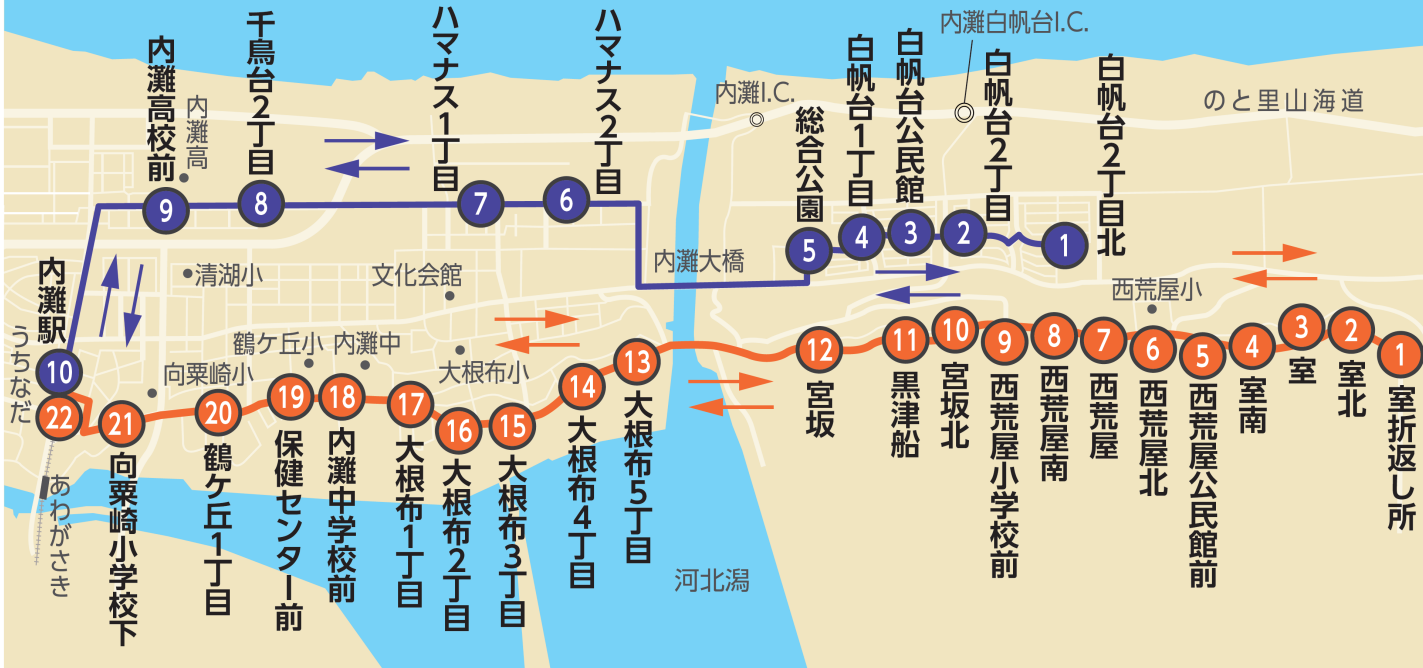 内灘白帆台I.C.
内灘I.C.
のと里山海道
内灘高
内灘大橋
清湖小
文化会館
鶴ケ丘小
内灘中
大根布小
向粟崎小
西荒屋小
河北潟
うちなだ
あわがさき
1
白帆台2丁目北
2
白帆台2丁目
3
白帆台公民館
4
白帆台1丁目
5
総合公園
6
ハマナス2丁目
7
ハマナス1丁目
8
千鳥台2丁目
9
内灘高校前
10
内灘駅
1
室折返し所
2
室北
3
室
4
室南
5
西荒屋公民館前
6
西荒屋北
7
西荒屋
8
西荒屋南
9
西荒屋小学校前
10
宮坂北
11
黒津船
12
宮坂
13
大根布5丁目
14
大根布4丁目
15
大根布3丁目
16
大根布2丁目
17
大根布1丁目
18
内灘中学校前
19
保健センター前
20
鶴ケ丘1丁目
21
向粟崎小学校下
22